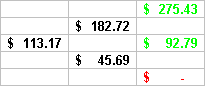 $ 275.43
$ 182.72
$ 113.17 $ 92.79
$ 45.69
$ -